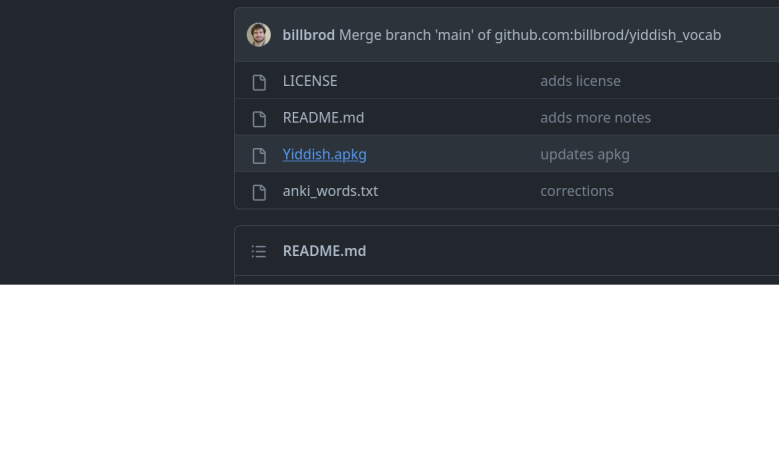 billbrod Merge branch 'main' of github.com:billbrod/yiddish_vocab
LICENSE adds license
README.md adds more notes
Yiddish.apkg updates apkg
anki_words.txt corrections
README.md